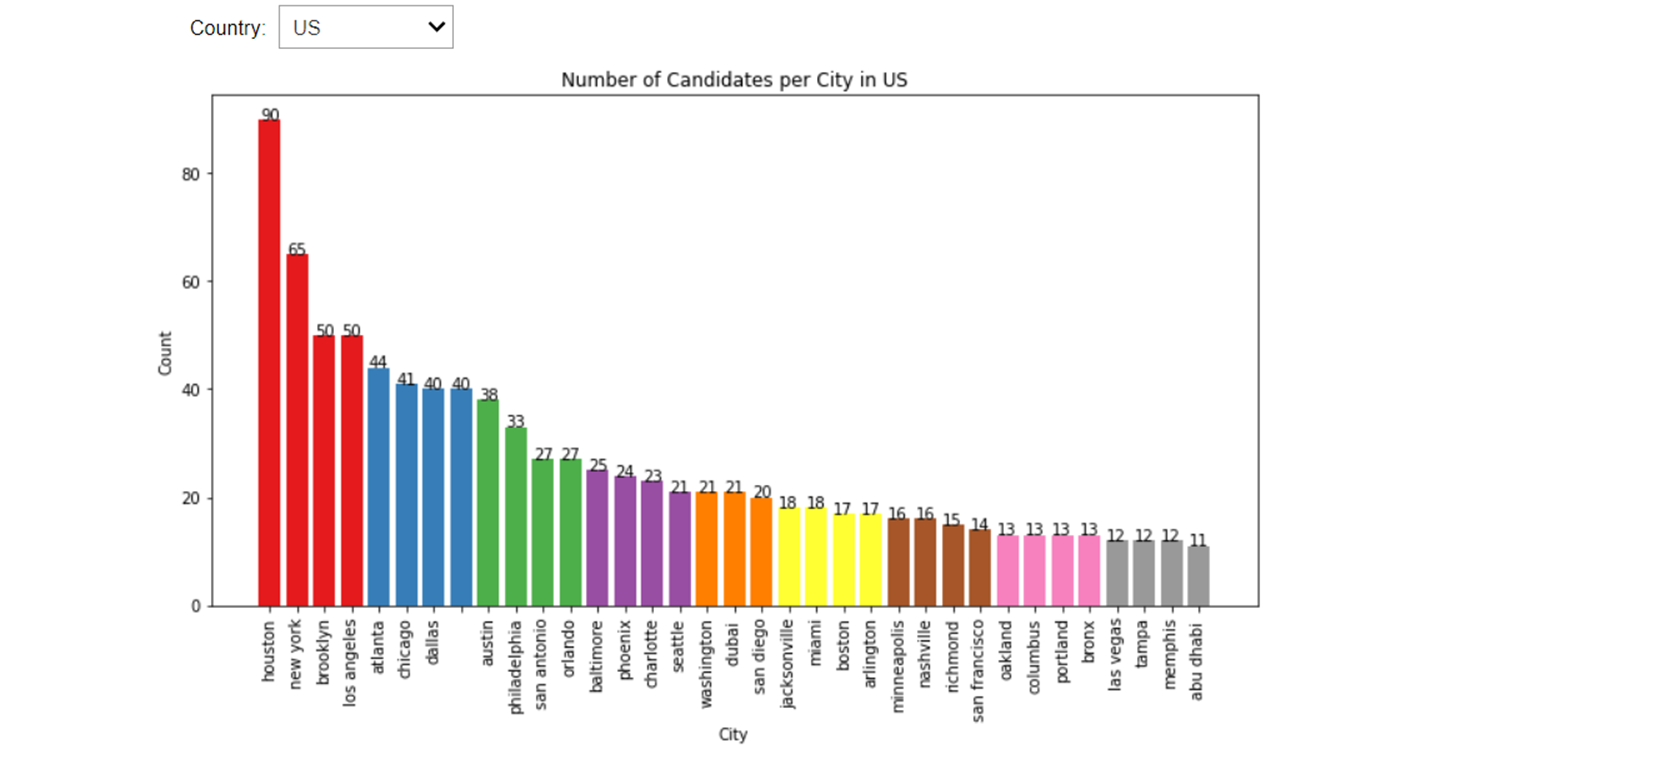 Country: US
Number of Candidates per City in US
Count
80
60
40
20
0
90
65
50 50
44
41 40 40
38
33
27 27
25 24 23
21 21 21 20
18 18 17 17
16 16 15 14
13 13 13 13
12 12 12 11
houston
new york
brooklyn
los angeles
atlanta
chicago
dallas
austin
philadelphia
san antonio
orlando
baltimore
phoenix
charlotte
seattle
washington
dubai
san diego
jacksonville
miami
boston
arlington
minneapolis
nashville
richmond
san francisco
oakland
columbus
portland
bronx
las vegas
tampa
memphis
abu dhabi
City